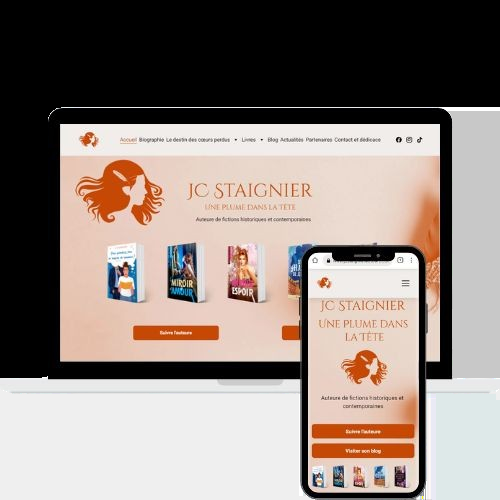 Accueil Biographie Le destin des cœurs perdus Livres Blog Actualités Partenaires Contact et dédicace
JC STAIGNIER
UNE PLUME DANS LA TÊTE
Auteure de fictions historiques et contemporaines
MIROIR
AMOUR
ESPOIR
Suivre l'auteure
JC STAIGNIER
UNE PLUME DANS
LA TÊTE
Auteure de fictions historiques et
contemporaines
Suivre l'auteure
Visiter son blog